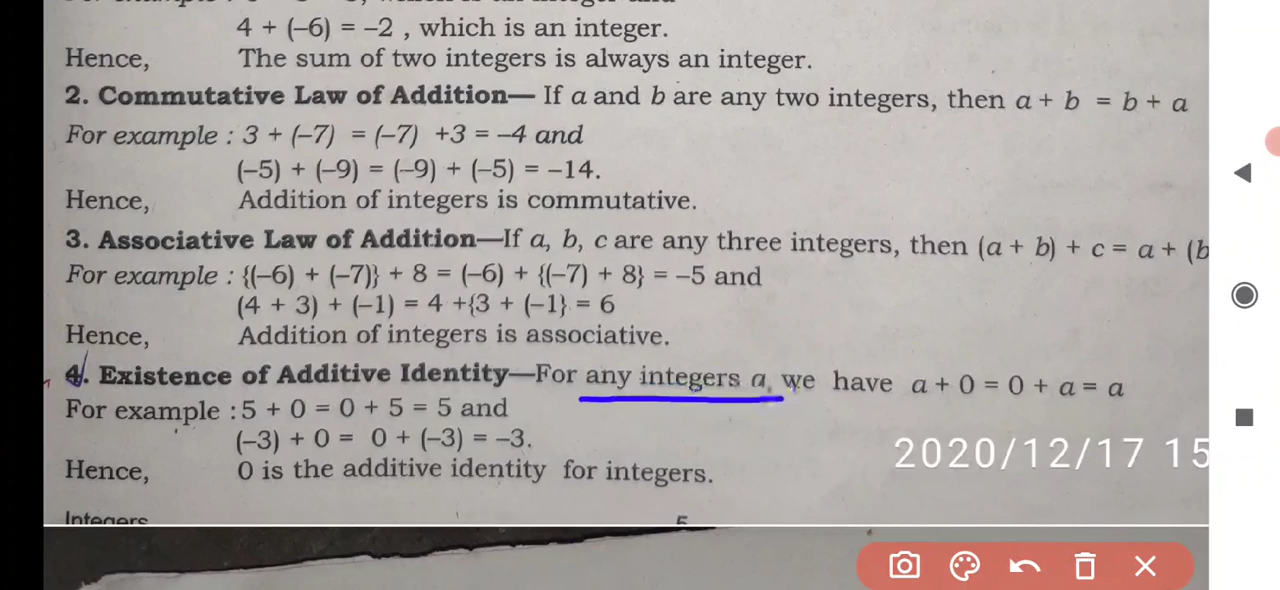 4 + (–6) = –2 , which is an integer.
Hence, The sum of two integers is always an integer.
2. Commutative Law of Addition— If a and b are any two integers, then a + b = b + a
For example : 3 + (–7) = (–7) +3 = –4 and
(–5) + (–9) = (–9) + (–5) = –14.
Hence, Addition of integers is commutative.
3. Associative Law of Addition—If a, b, c are any three integers, then (a + b) + c = a + (b
For example : {(–6) + (–7)} + 8 = (–6) + {(–7) + 8} = –5 and
(4 + 3) + (–1) = 4 +{3 + (–1} = 6
Hence, Addition of integers is associative.
4. Existence of Additive Identity—For any integers a, we have a + 0 = 0 + a = a
For example : 5 + 0 = 0 + 5 = 5 and
(–3) + 0 = 0 + (–3) = –3.
2020/12/17 15
Hence, 0 is the additive identity for integers.
Integers 5